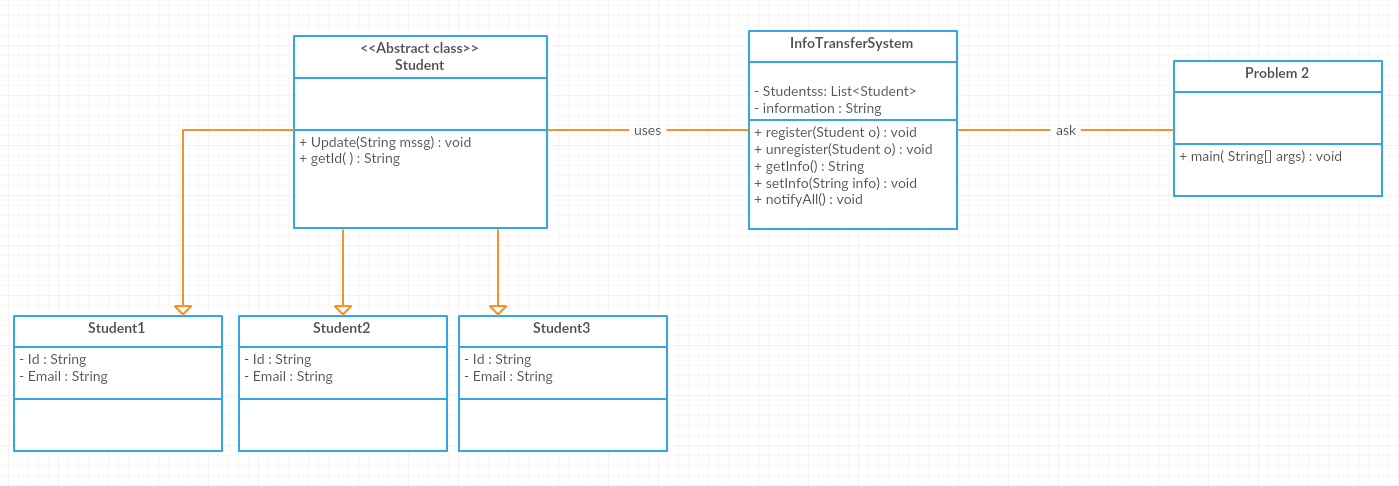 <<Abstract class>>
Student
+ Update(String mssg) : void
+ getId( ) : String
uses
InfoTransferSystem
- Studentss: List<Student>
- information : String
+ register(Student o) : void
+ unregister(Student o) : void
+ getInfo() : String
+ setInfo(String info) : void
+ notifyAll() : void
ask
Problem 2
+ main( String[] args) : void
Student1
- Id : String
- Email : String
Student2
- Id : String
- Email : String
Student3
- Id : String
- Email : String